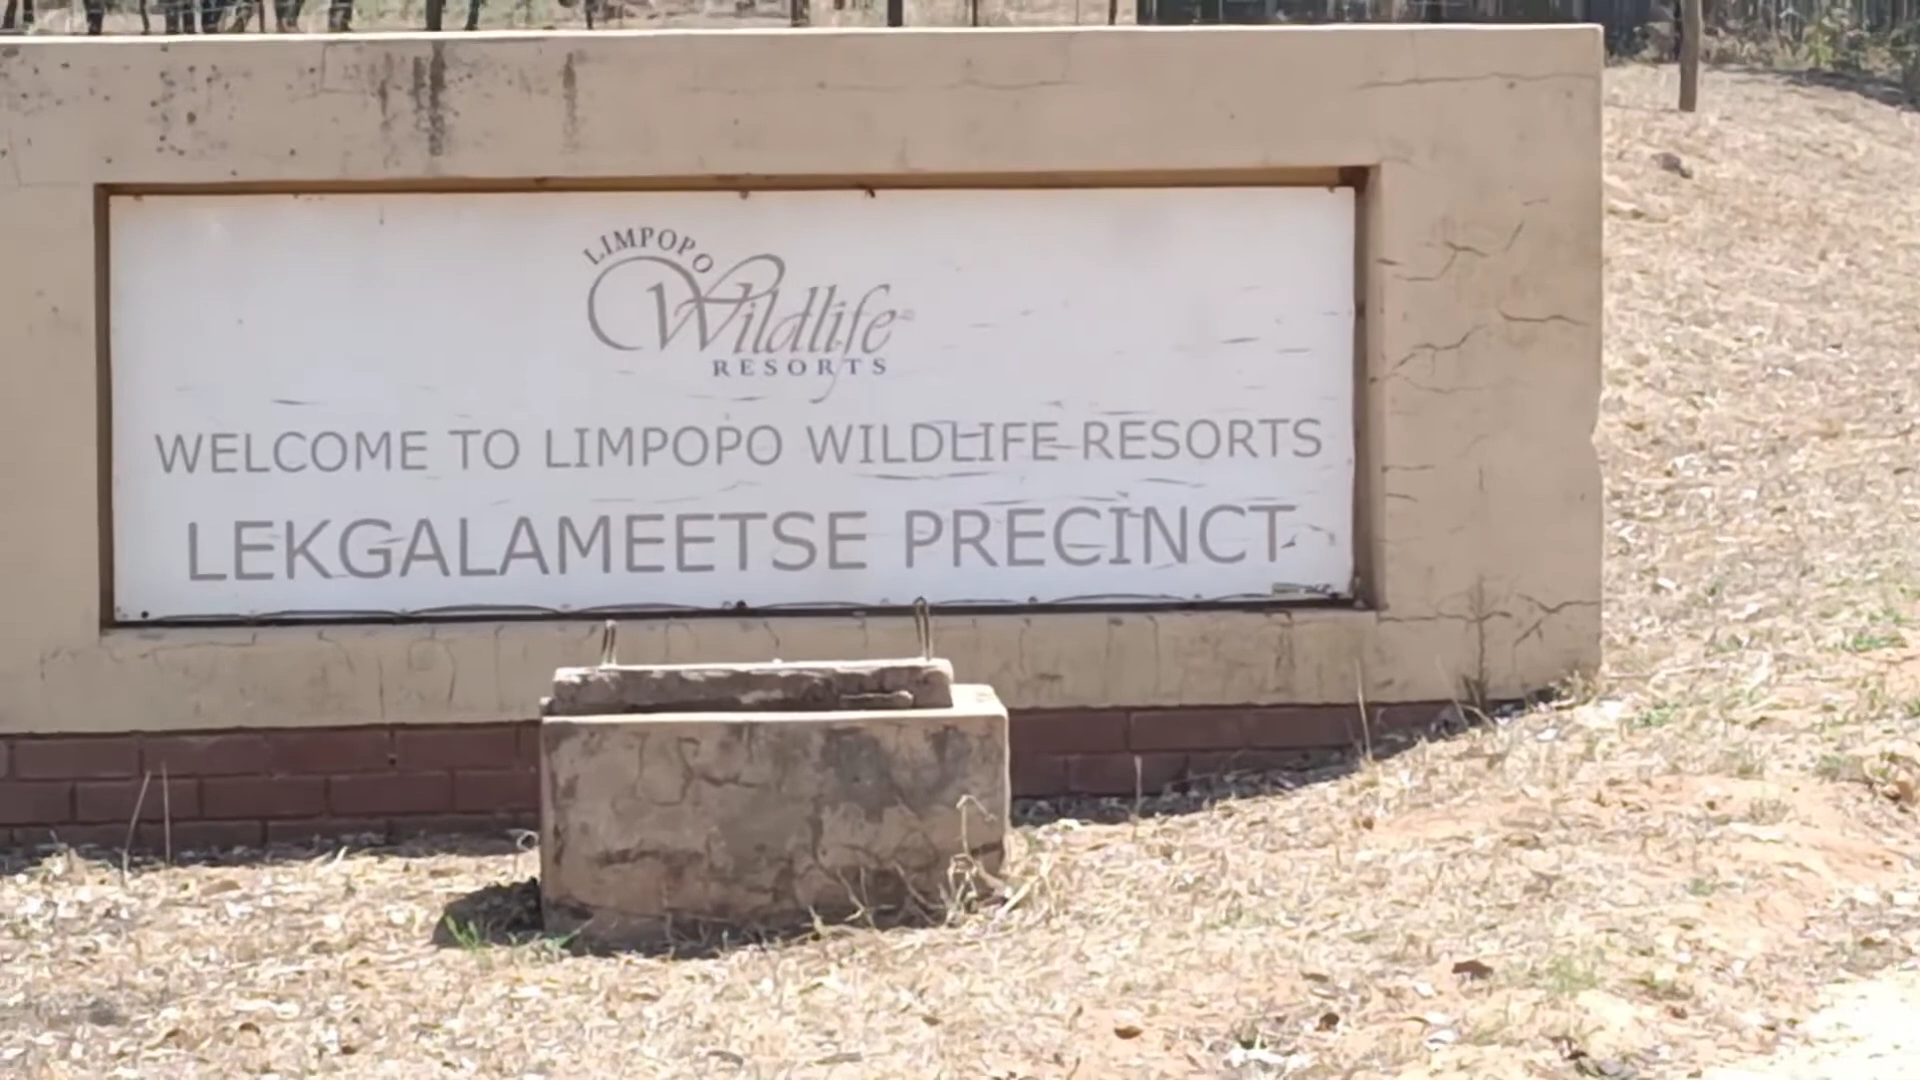 LIMPOPO
Wildlife
RESORTS
WELCOME TO LIMPOPO WILDLIFE RESORTS
LEKGALAMEETSE PRECINCT